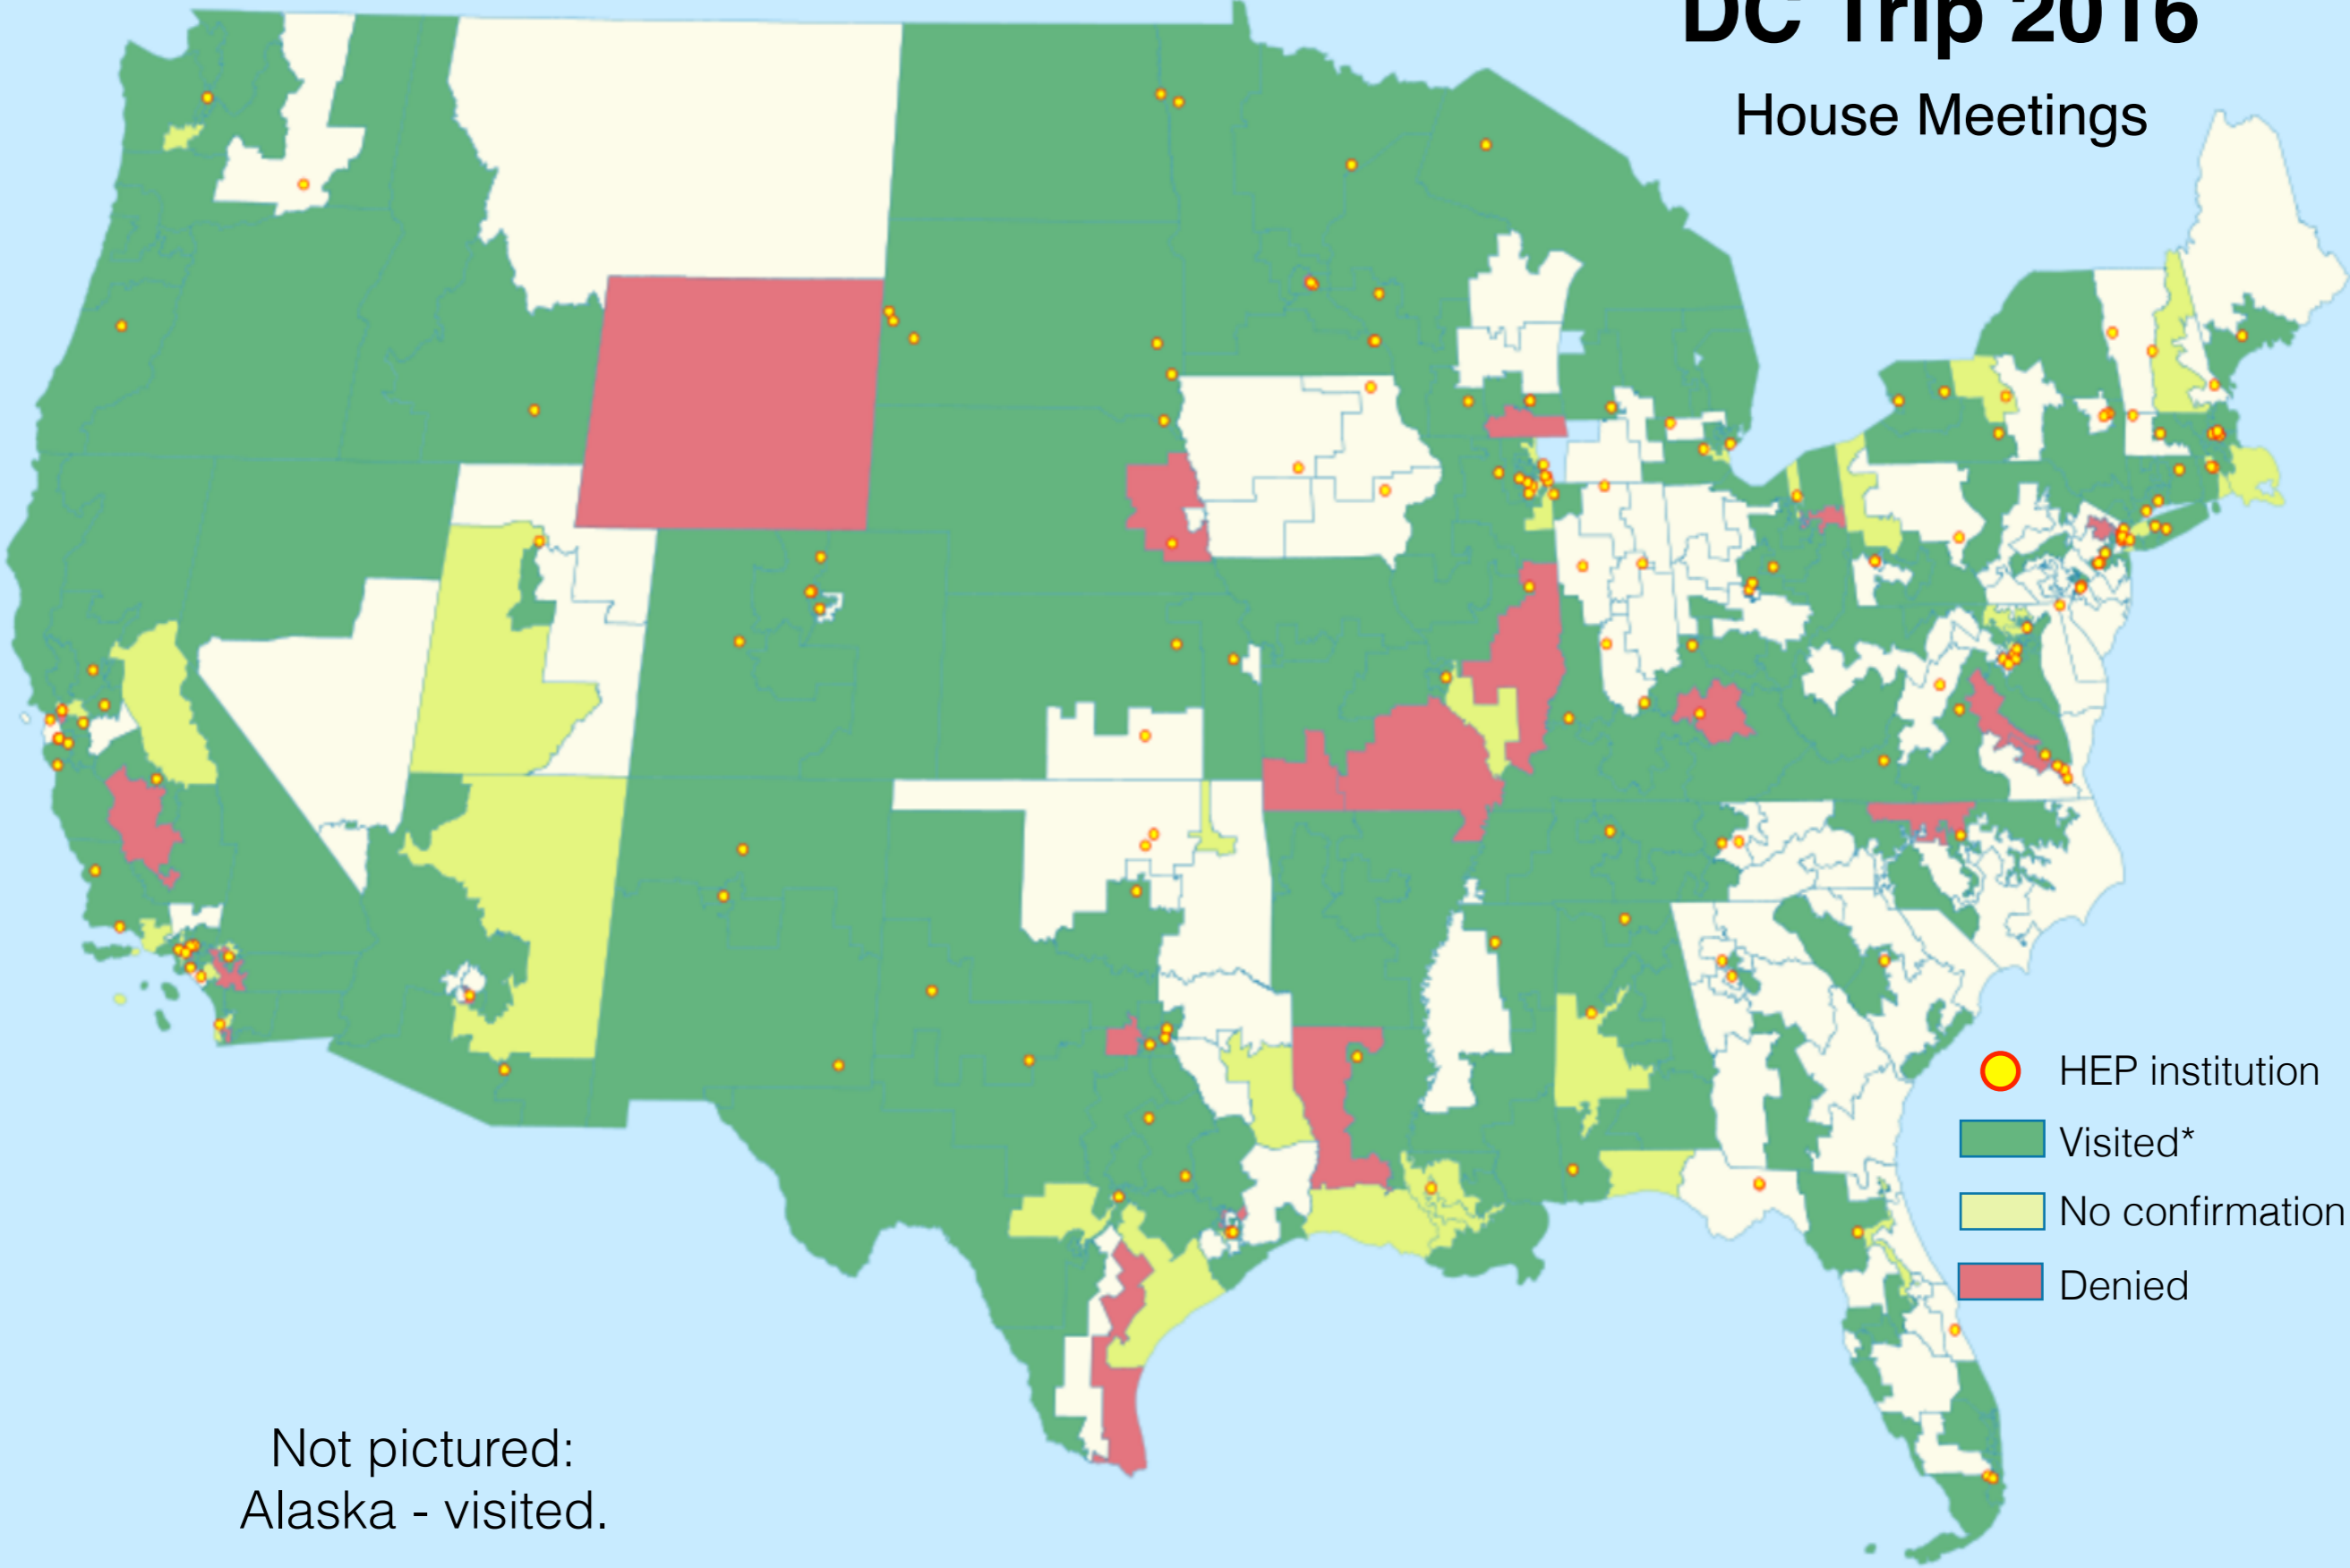 DC Trip 2016
House Meetings
HEP institution
Visited*
No confirmation
Denied
Not pictured:
Alaska - visited.